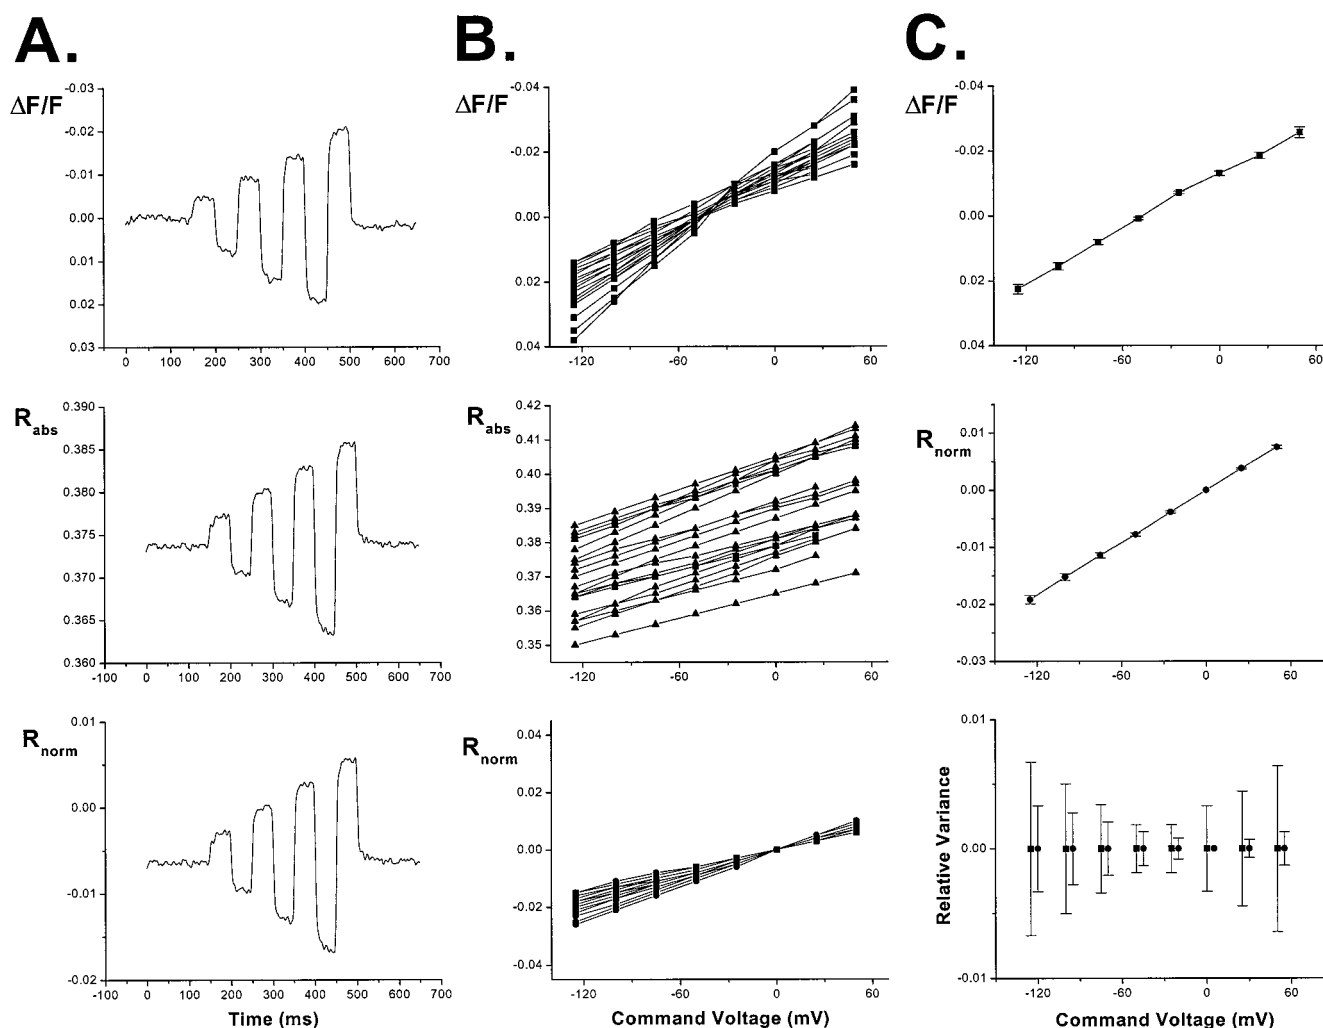 A. B. C.
ΔF/F
-0.03
-0.02
-0.01
0.00
0.01
0.02
0.03
0 100 200 300 400 500 600 700
ΔF/F
-0.04
-0.02
0.00
0.02
0.04
-120 -60 0 60
ΔF/F
-0.04
-0.02
0.00
0.02
0.04
-120 -60 0 60
Rabs
0.390
0.385
0.380
0.375
0.370
0.365
0.360
-100 0 100 200 300 400 500 600 700
Rabs
0.42
0.41
0.40
0.39
0.38
0.37
0.36
0.35
-120 -60 0 60
Rnorm
0.01
0.00
-0.01
-0.02
-0.03
-120 -60 0 60
Rnorm
0.01
0.00
-0.01
-0.02
-100 0 100 200 300 400 500 600 700
Time (ms)
Rnorm
0.04
0.02
0.00
-0.02
-0.04
-120 -60 0 60
Command Voltage (mV)
Relative Variance
0.01
0.00
-0.01
-120 -60 0 60
Command Voltage (mV)